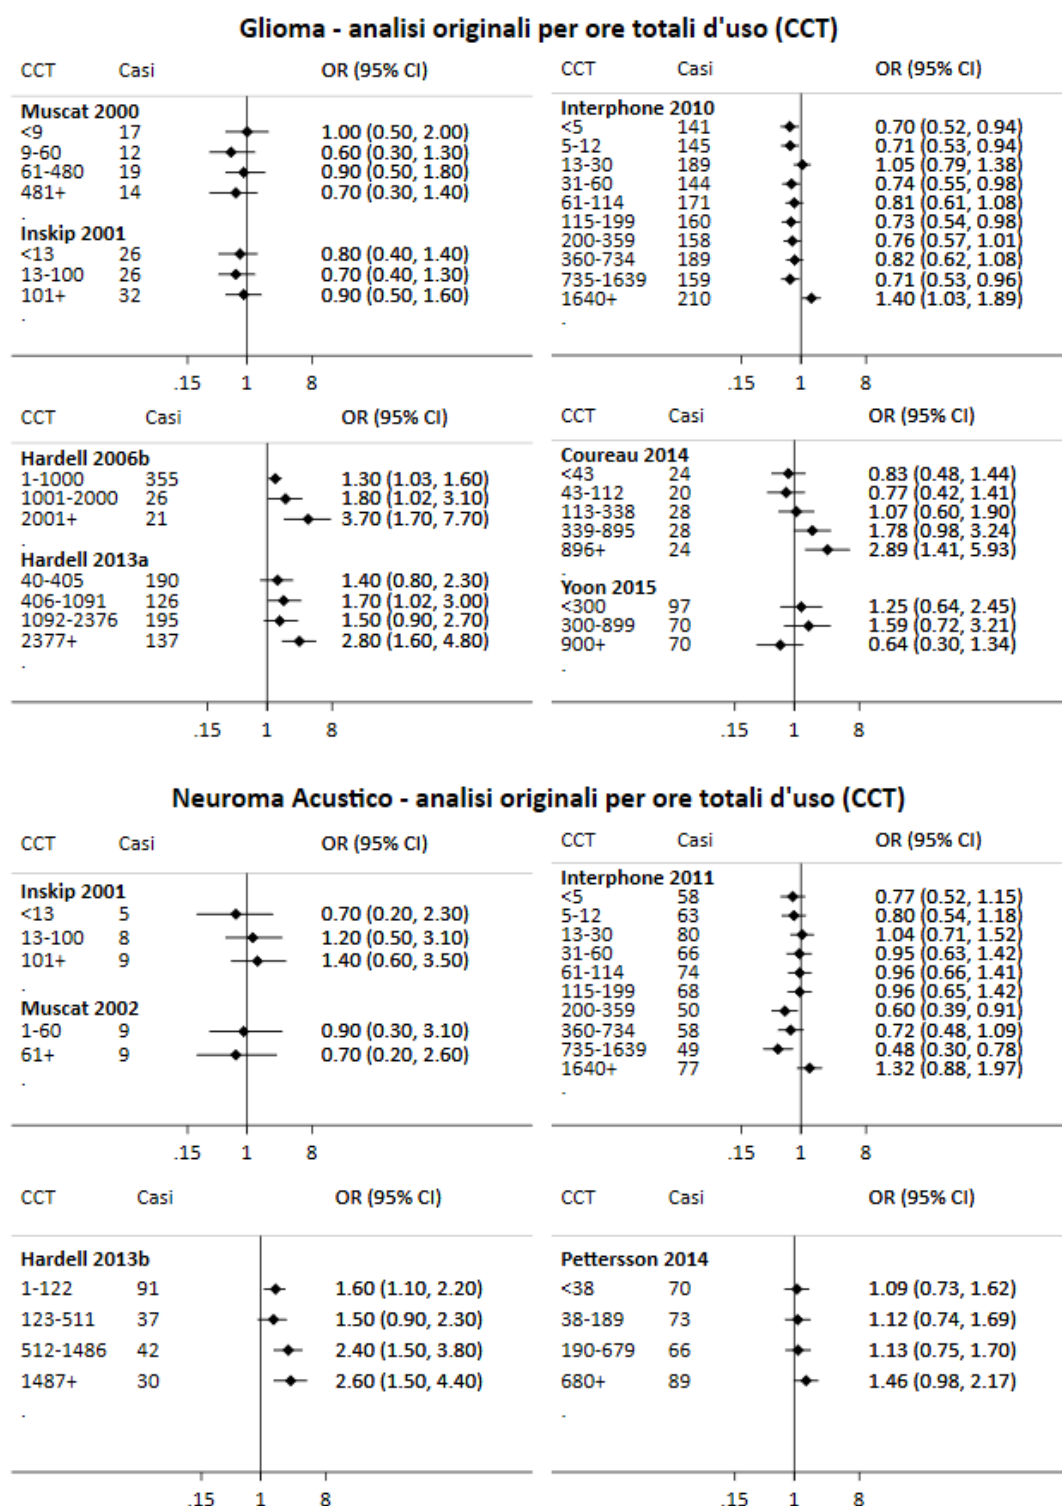 Glioma - analisi originali per ore totali d'uso (CCT)
CCT Casi OR (95% CI)
Muscat 2000
<9 17 1.00 (0.50, 2.00)
9-60 12 0.60 (0.30, 1.30)
61-480 19 0.90 (0.50, 1.80)
481+ 14 0.70 (0.30, 1.40)
.
Inskip 2001
<13 26 0.80 (0.40, 1.40)
13-100 26 0.70 (0.40, 1.30)
101+ 32 0.90 (0.50, 1.60)
.
.15 1 8
CCT Casi OR (95% CI)
Interphone 2010
<5 141 0.70 (0.52, 0.94)
5-12 145 0.71 (0.53, 0.94)
13-30 189 1.05 (0.79, 1.38)
31-60 144 0.74 (0.55, 0.98)
61-114 171 0.81 (0.61, 1.08)
115-199 160 0.73 (0.54, 0.98)
200-359 158 0.76 (0.57, 1.01)
360-734 189 0.82 (0.62, 1.08)
735-1639 159 0.71 (0.53, 0.96)
1640+ 210 1.40 (1.03, 1.89)
.
.15 1 8
CCT Casi OR (95% CI)
Hardell 2006b
1-1000 355 1.30 (1.03, 1.60)
1001-2000 26 1.80 (1.02, 3.10)
2001+ 21 3.70 (1.70, 7.70)
.
Hardell 2013a
40-405 190 1.40 (0.80, 2.30)
406-1091 126 1.70 (1.02, 3.00)
1092-2376 195 1.50 (0.90, 2.70)
2377+ 137 2.80 (1.60, 4.80)
.
.15 1 8
CCT Casi OR (95% CI)
Coureau 2014
<43 24 0.83 (0.48, 1.44)
43-112 20 0.77 (0.42, 1.41)
113-338 28 1.07 (0.60, 1.90)
339-895 28 1.78 (0.98, 3.24)
896+ 24 2.89 (1.41, 5.93)
.
Yoon 2015
<300 97 1.25 (0.64, 2.45)
300-899 70 1.59 (0.72, 3.21)
900+ 70 0.64 (0.30, 1.34)
.
.15 1 8
Neuroma Acustico - analisi originali per ore totali d'uso (CCT)
CCT Casi OR (95% CI)
Inskip 2001
<13 5 0.70 (0.20, 2.30)
13-100 8 1.20 (0.50, 3.10)
101+ 9 1.40 (0.60, 3.50)
.
Muscat 2002
1-60 9 0.90 (0.30, 3.10)
61+ 9 0.70 (0.20, 2.60)
.
.15 1 8
CCT Casi OR (95% CI)
Interphone 2011
<5 58 0.77 (0.52, 1.15)
5-12 63 0.80 (0.54, 1.18)
13-30 80 1.04 (0.71, 1.52)
31-60 66 0.95 (0.63, 1.42)
61-114 74 0.96 (0.66, 1.41)
115-199 68 0.96 (0.65, 1.42)
200-359 50 0.60 (0.39, 0.91)
360-734 58 0.72 (0.48, 1.09)
735-1639 49 0.48 (0.30, 0.78)
1640+ 77 1.32 (0.88, 1.97)
.
.15 1 8
CCT Casi OR (95% CI)
Hardell 2013b
1-122 91 1.60 (1.10, 2.20)
123-511 37 1.50 (0.90, 2.30)
512-1486 42 2.40 (1.50, 3.80)
1487+ 30 2.60 (1.50, 4.40)
.
.15 1 8
CCT Casi OR (95% CI)
Pettersson 2014
<38 70 1.09 (0.73, 1.62)
38-189 73 1.12 (0.74, 1.69)
190-679 66 1.13 (0.75, 1.70)
680+ 89 1.46 (0.98, 2.17)
.
.15 1 8